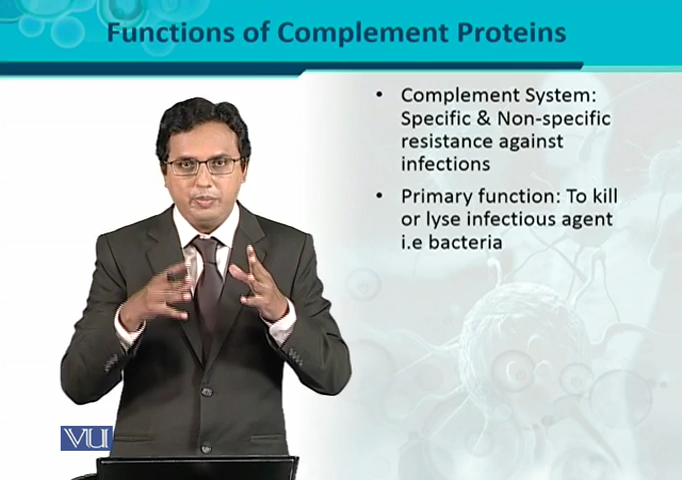 Functions of Complement Proteins
• Complement System:
Specific & Non-specific
resistance against
infections
• Primary function: To kill
or lyse infectious agent
i.e bacteria
VU